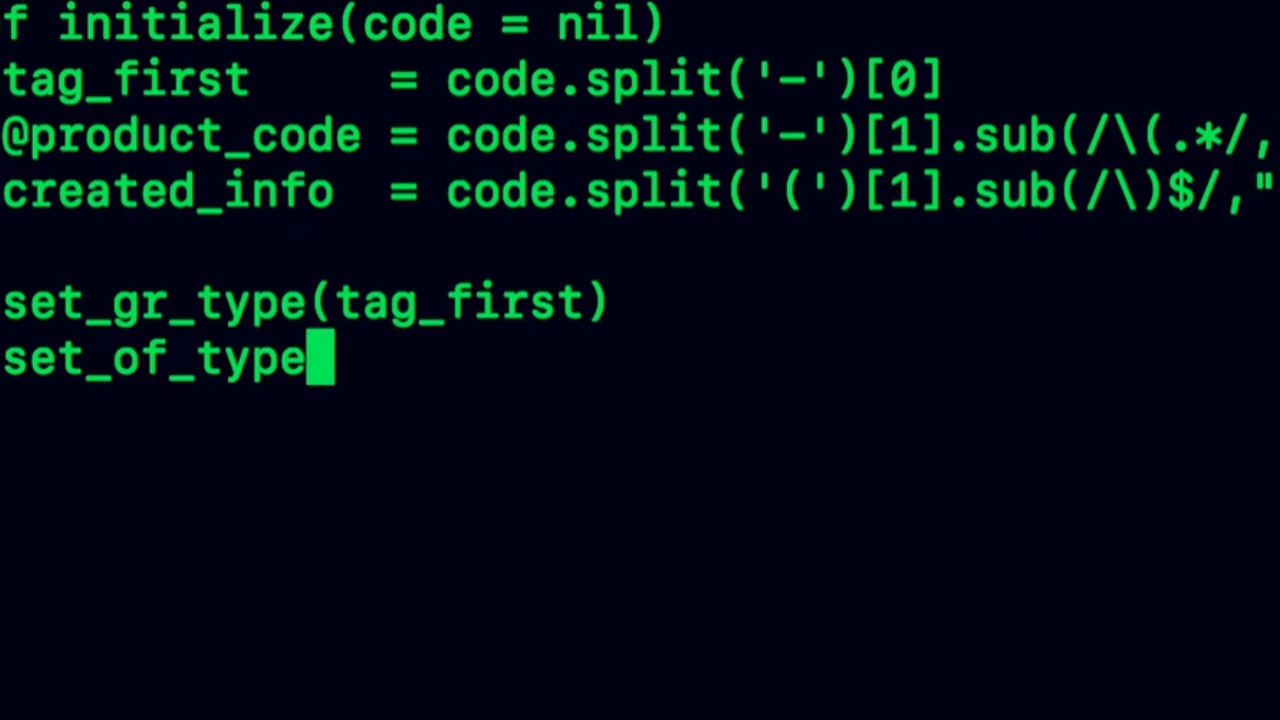 f initialize(code = nil)
tag_first     = code.split('-')[0]
@product_code = code.split('-')[1].sub(/\(.*/,
created_info  = code.split('(')[1].sub(/\)$/,"
set_gr_type(tag_first)
set_of_type